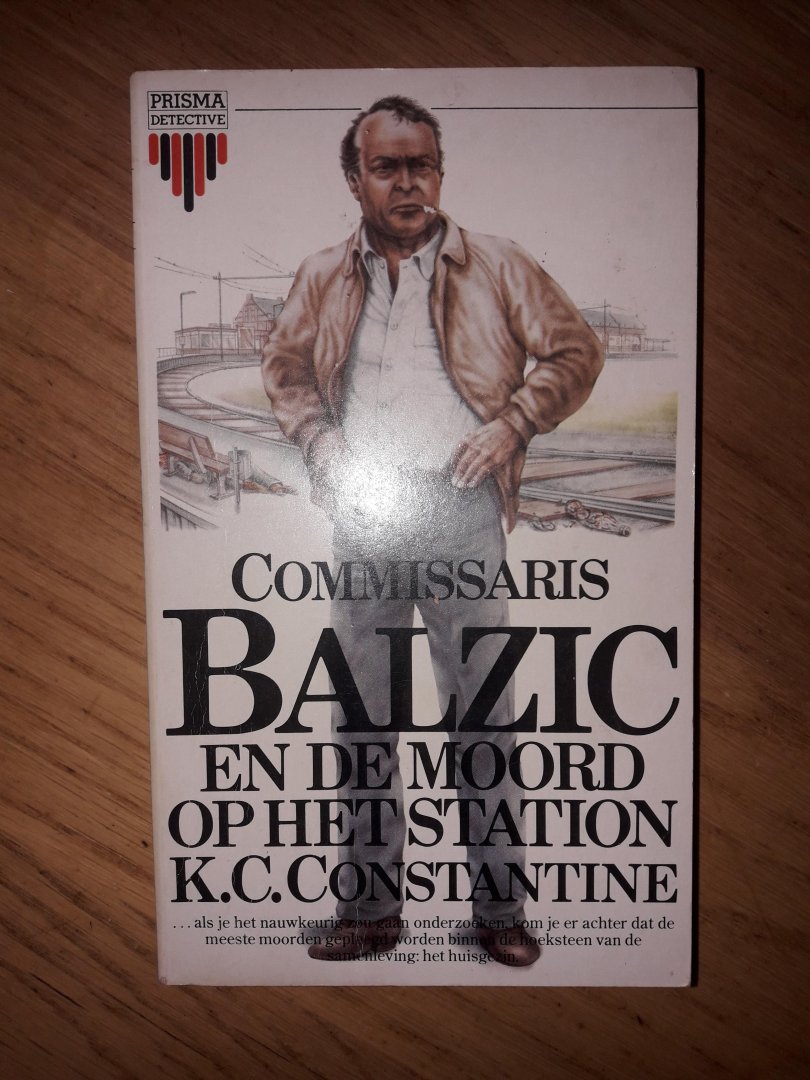 PRISMA
DETECTIVE
COMMISSARIS
BALZIC
EN DE MOORD
OP HET STATION
K.C. CONSTANTINE
...als je het nauwkeurig zou gaan onderzoeken, kom je er achter dat de
meeste moorden gepleegd worden binnen de hoeksteen van de
samenleving: het huisgezin.